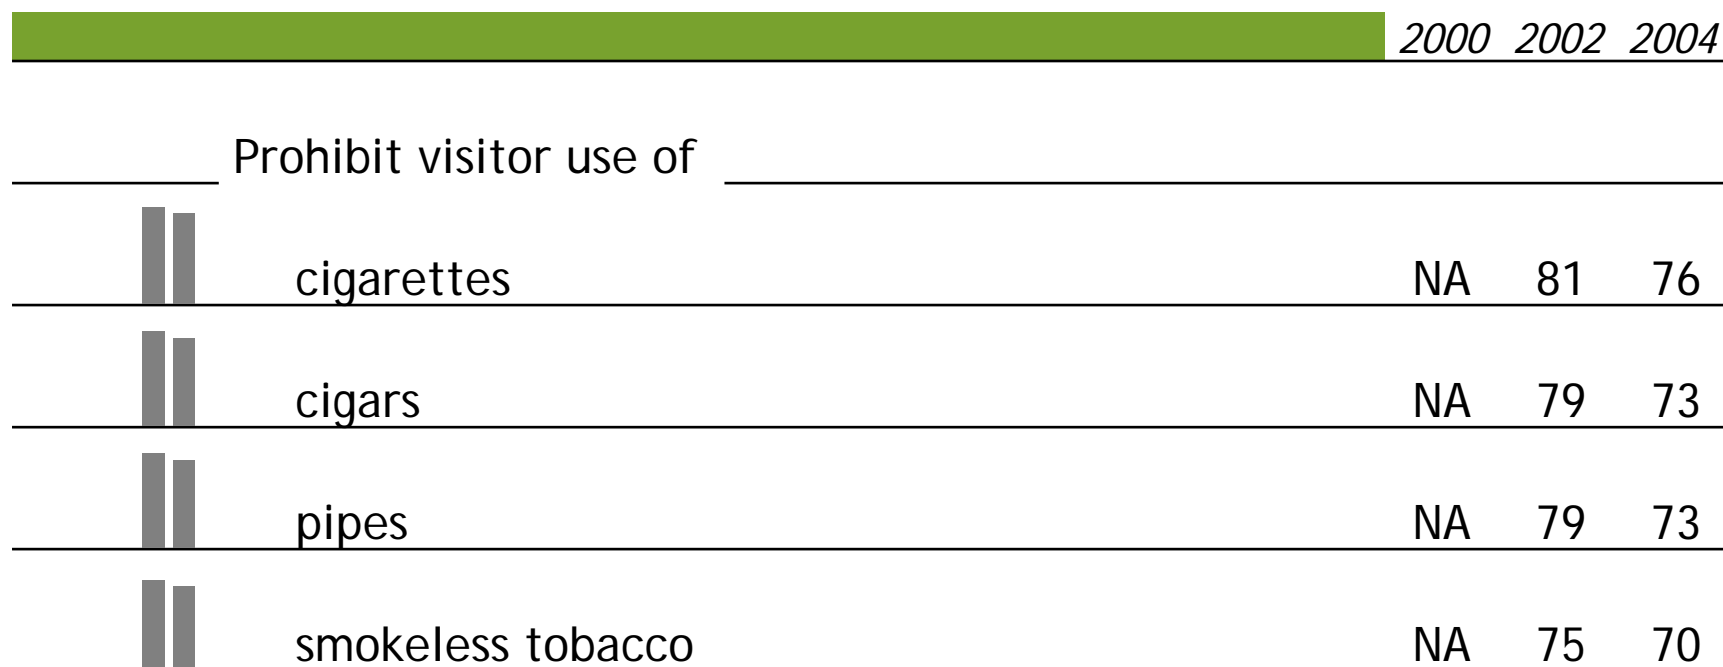 2000 2002 2004
Prohibit visitor use of
cigarettes NA 81 76
cigars NA 79 73
pipes NA 79 73
smokeless tobacco NA 75 70